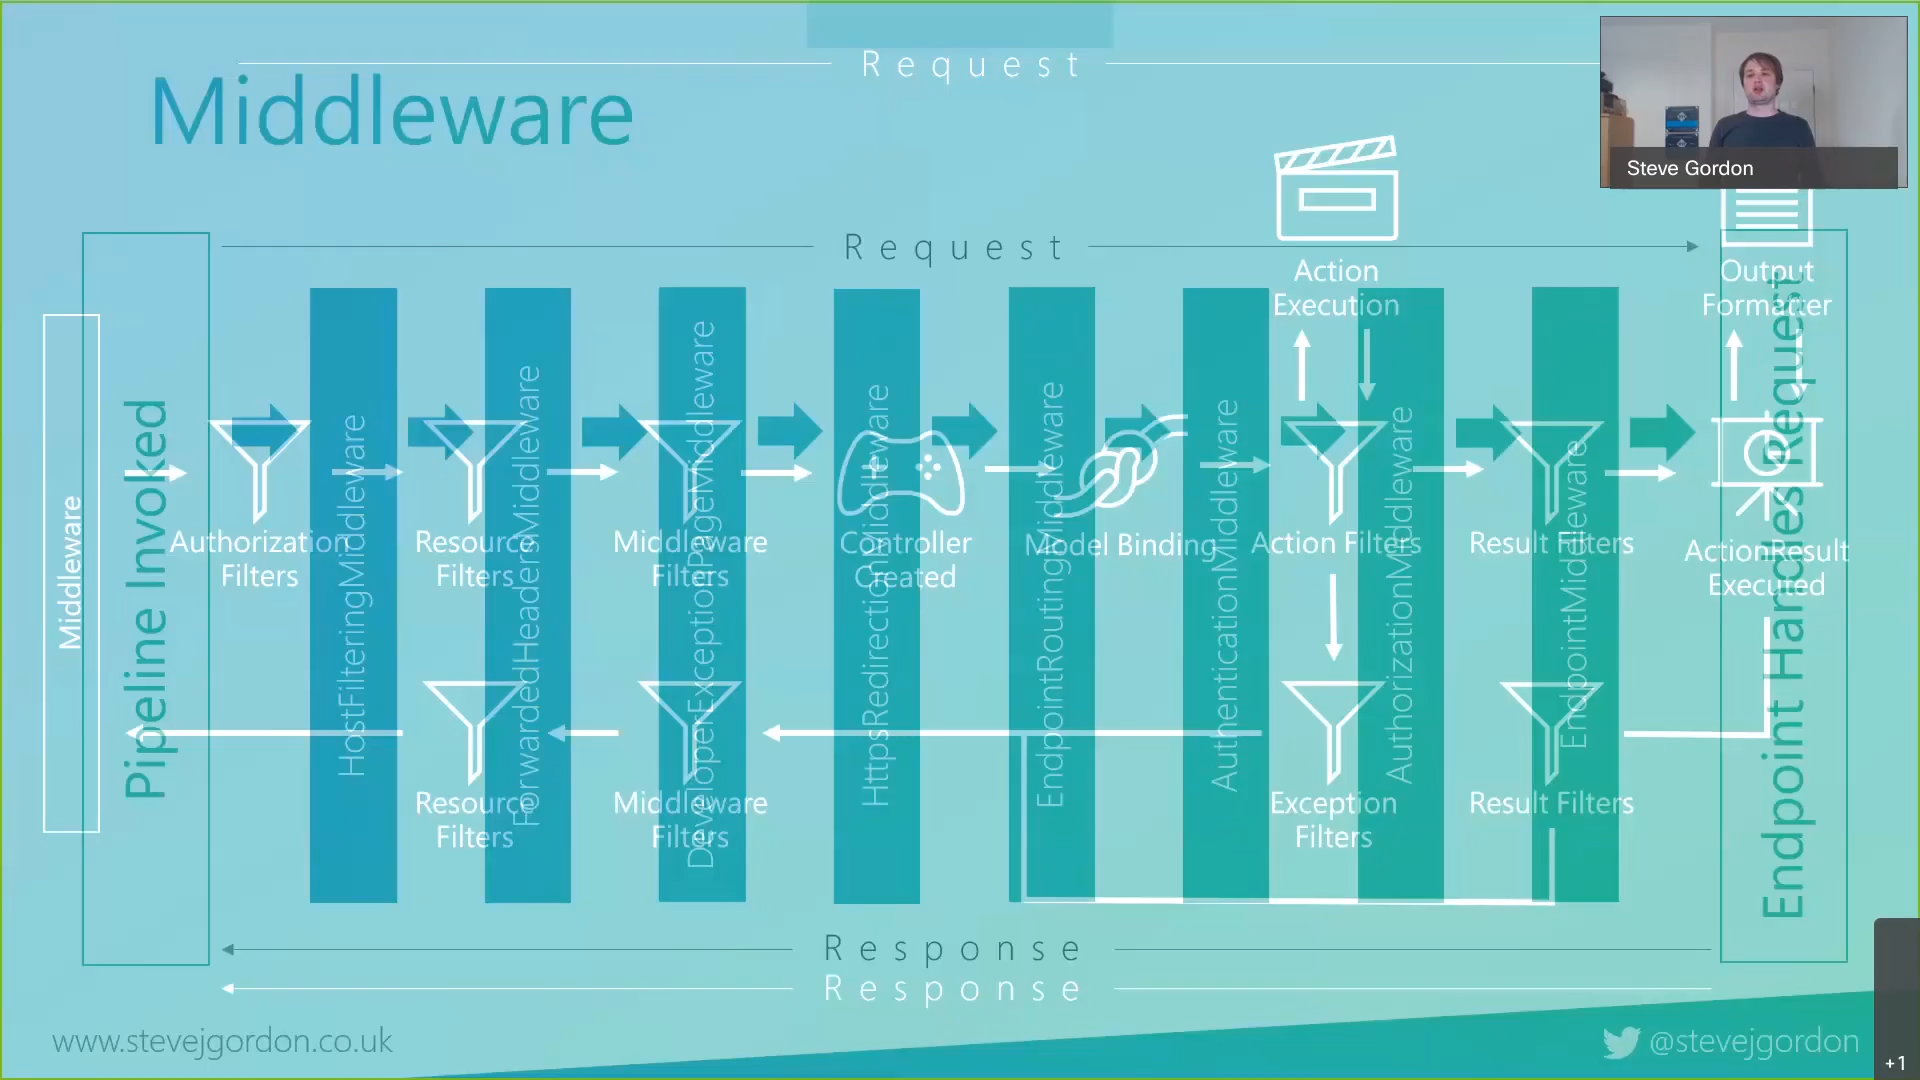 Request
Middleware
Steve Gordon
Request
Action
Execution
Output
Formatter
Middleware
Pipeline Invoked
Authorization
Filters
HostFilteringMiddleware
Resource
Filters
ForwardedHeadersMiddleware
Middleware
Filters
DeveloperExceptionPageMiddleware
Controller
Created
HttpsRedirectionMiddleware
EndpointRoutingMiddleware
Model Binding
AuthenticationMiddleware
Action Filters
AuthorizationMiddleware
Result Filters
EndpointMiddleware
ActionResult
Executed
Endpoint Handles Request
Resource
Filters
Middleware
Filters
Exception
Filters
Result Filters
Response
Response
www.stevejgordon.co.uk
@stevejgordon
+1